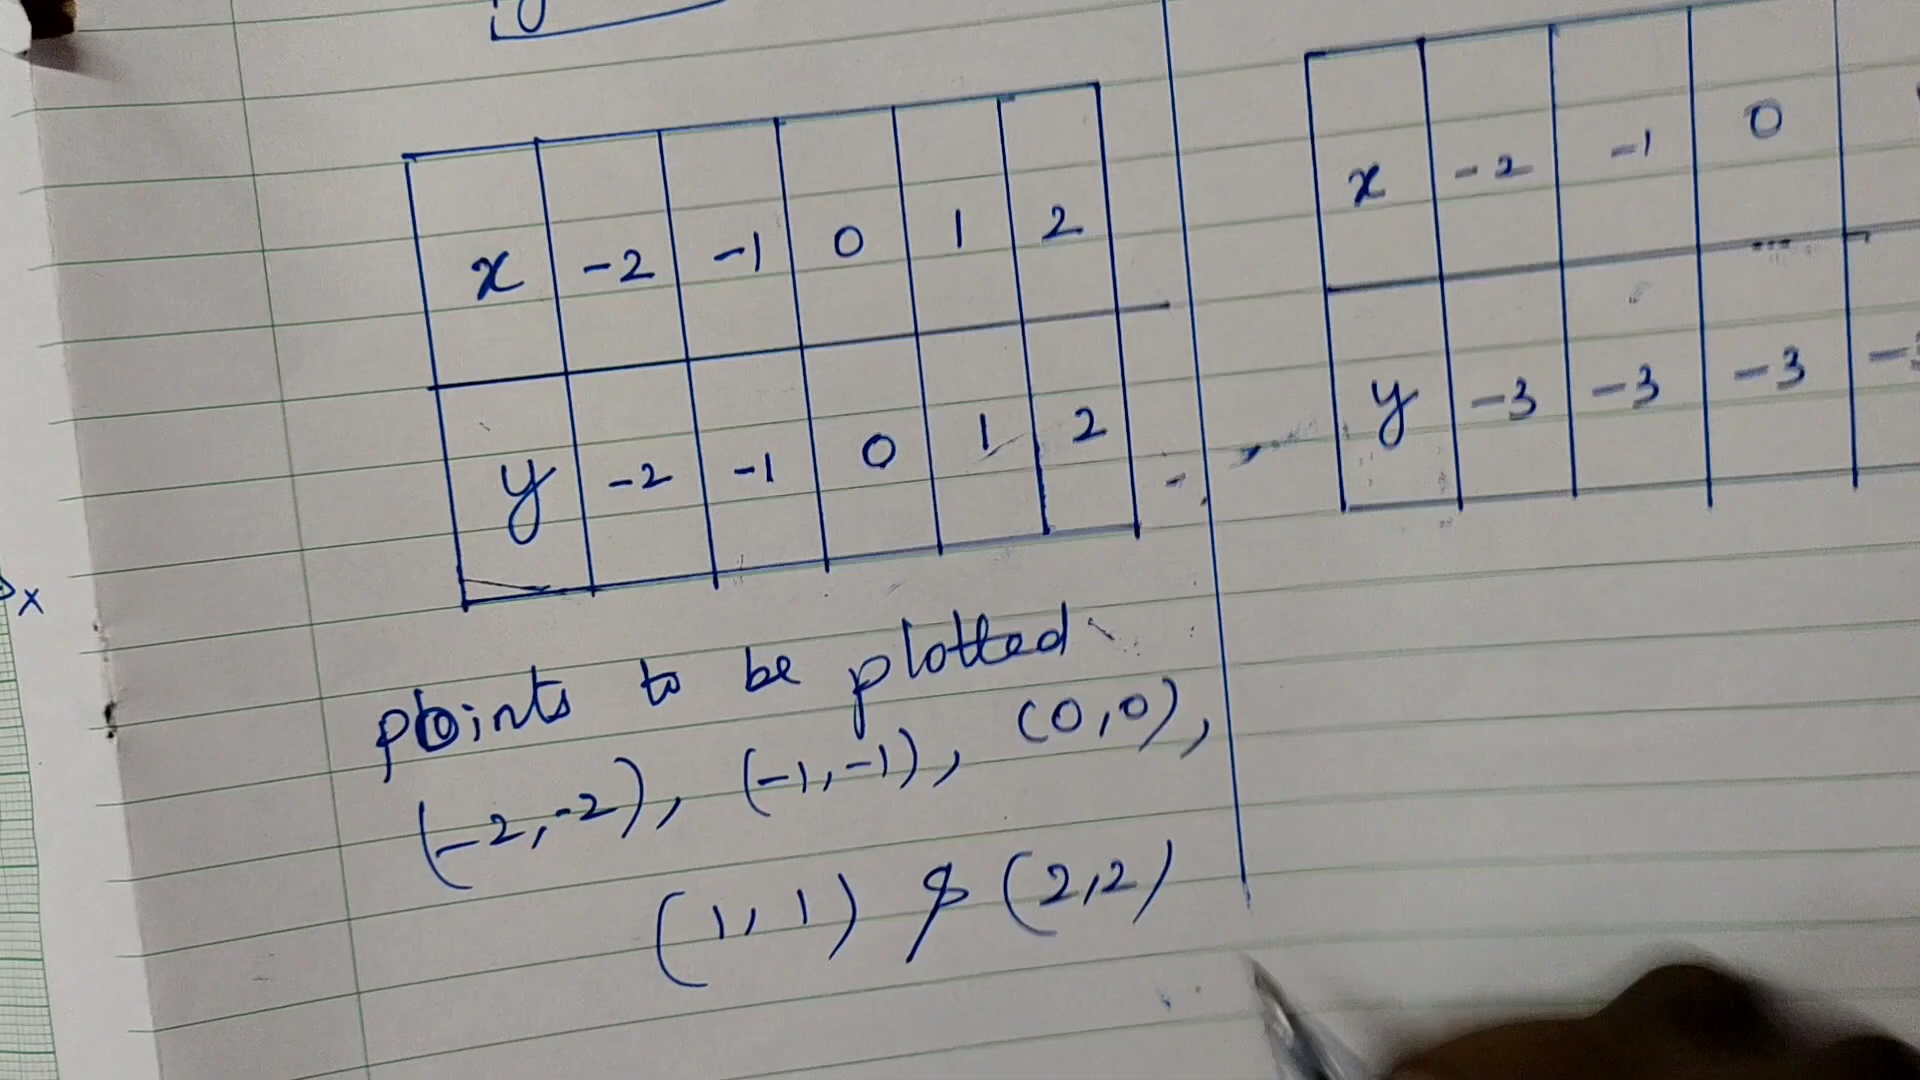 x -2 -1 0 1 2
y -2 -1 0 1 2
points to be plotted
(-2,-2), (-1,-1), (0,0),
(1,1) & (2,2)
x -2 -1 0
y -3 -3 -3
X